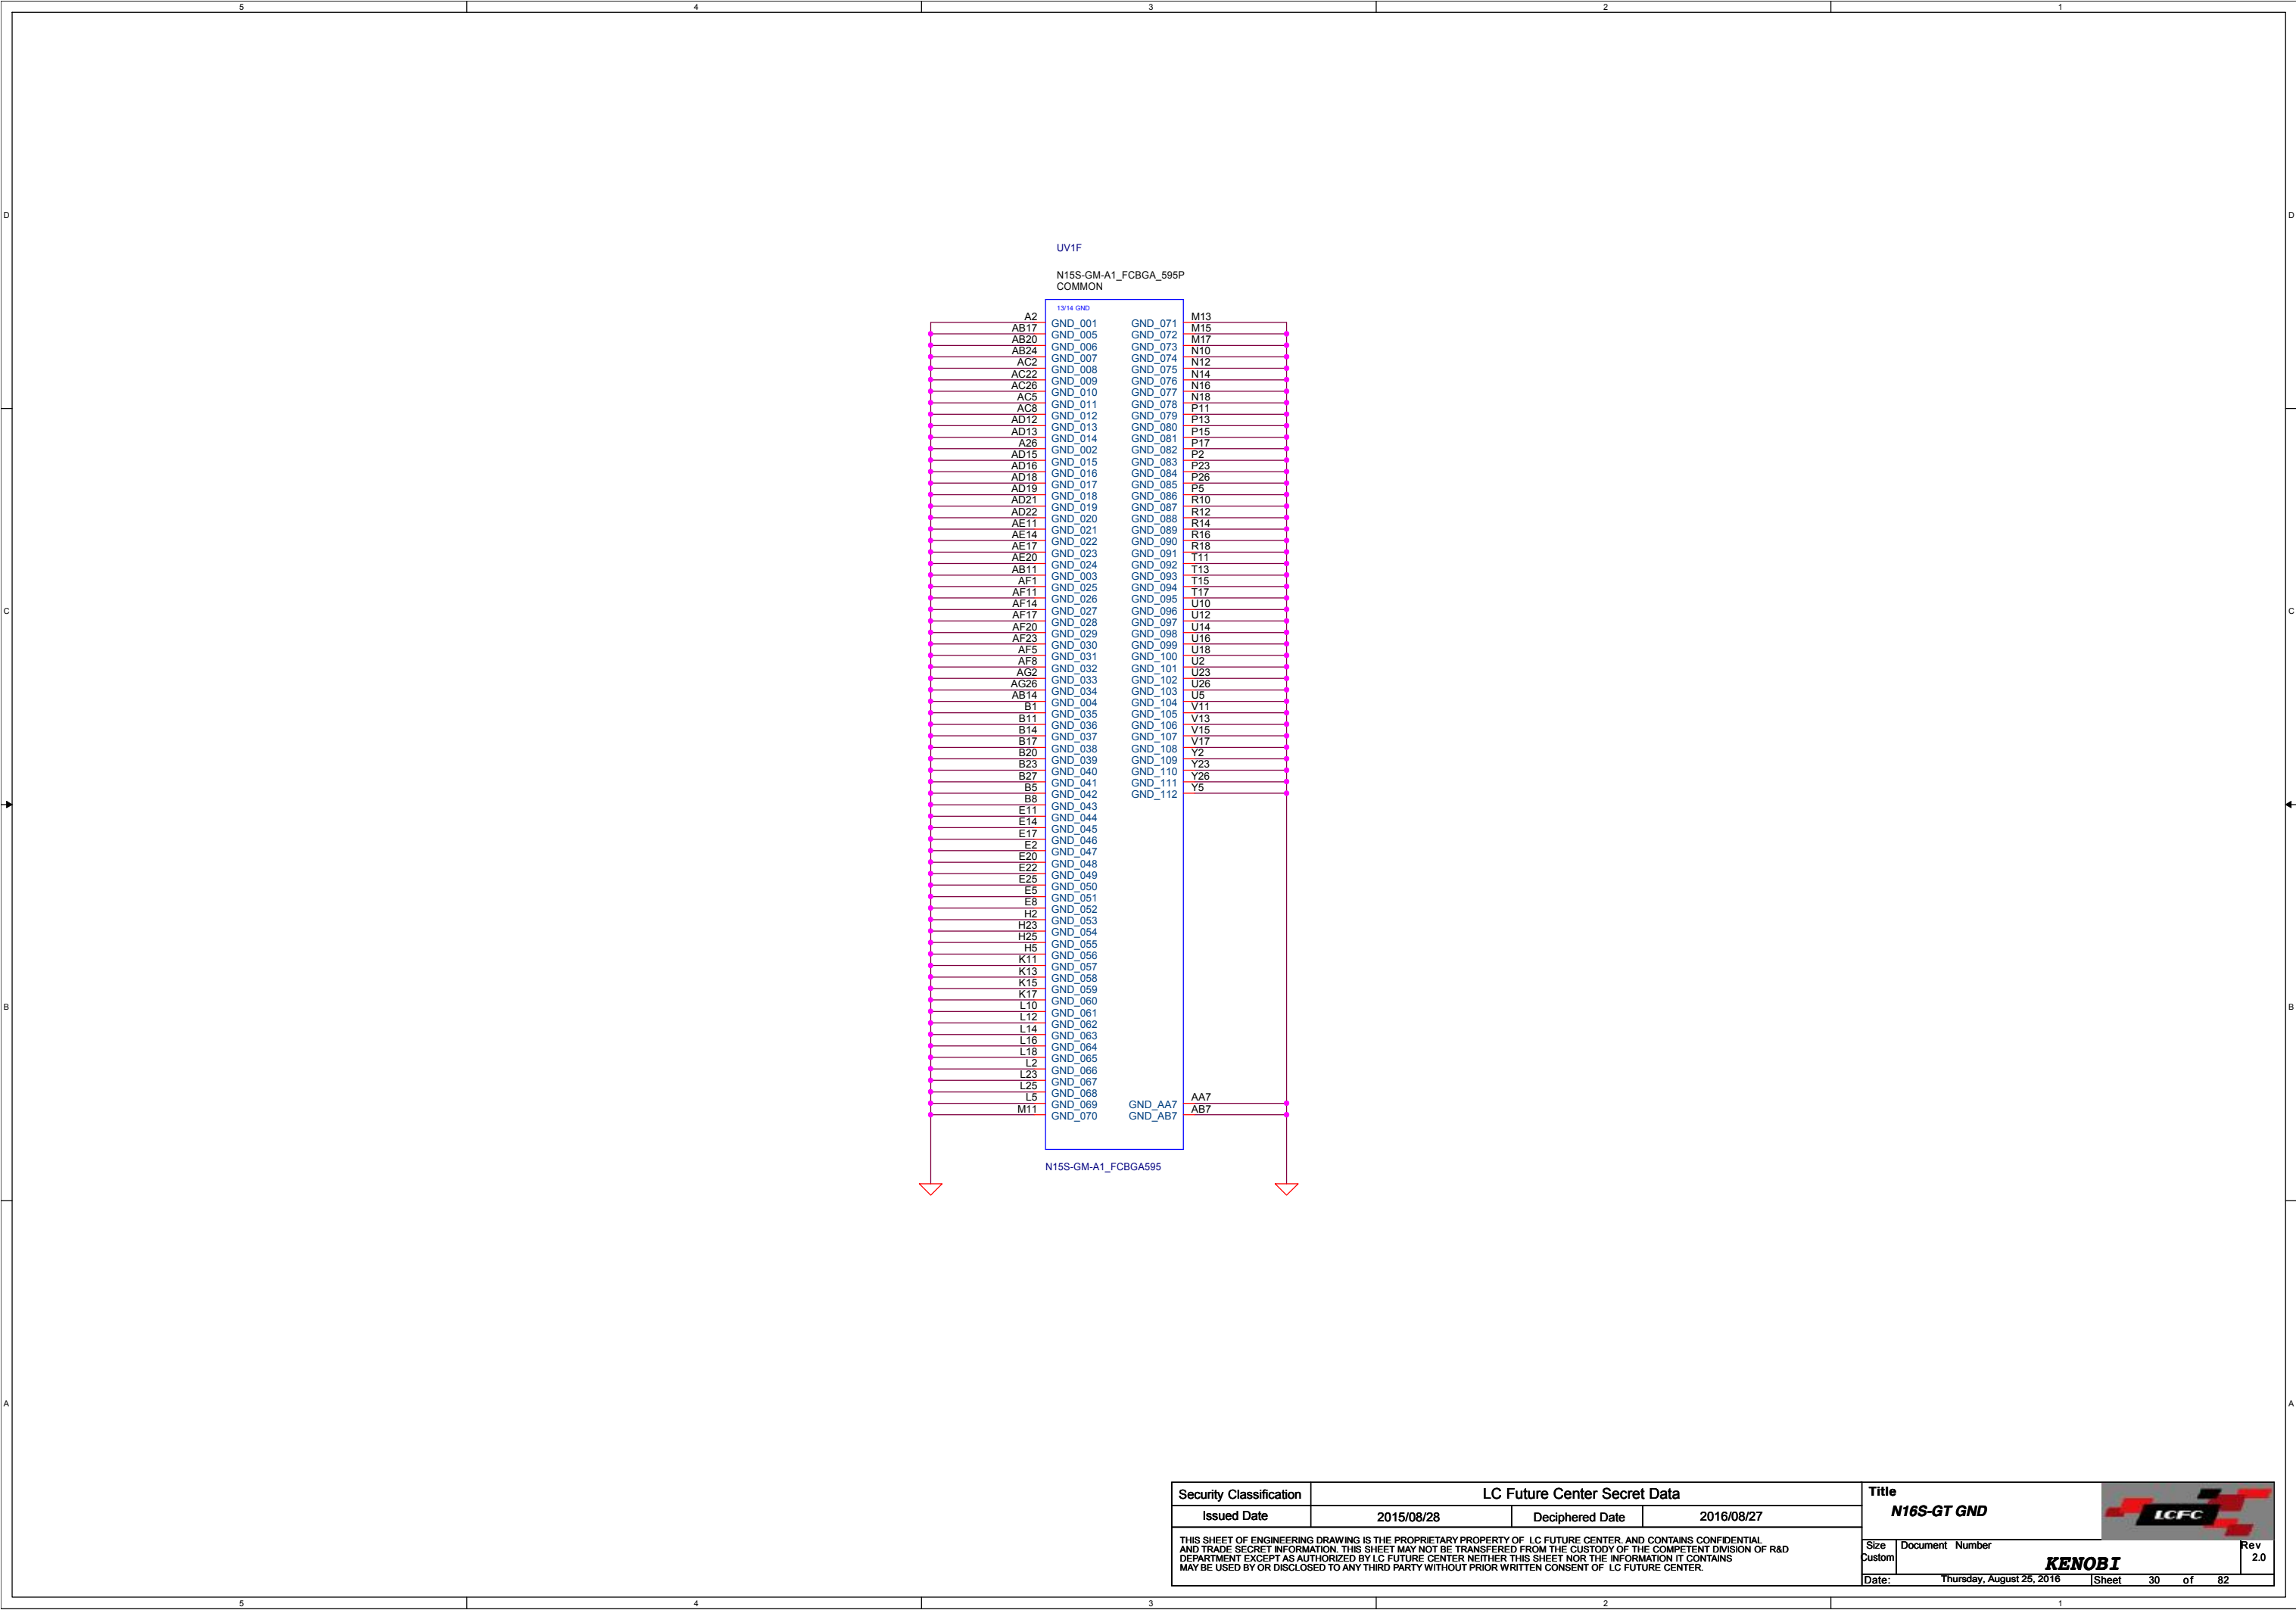 5 4 3 2 1
D D
C C
B B
A A
UV1F
N15S-GM-A1_FCBGA_595P
COMMON
13/14 GND
A2 GND_001 GND_071 M13
AB17 GND_005 GND_072 M15
AB20 GND_006 GND_073 M17
AB24 GND_007 GND_074 N10
AC2 GND_008 GND_075 N12
AC22 GND_009 GND_076 N14
AC26 GND_010 GND_077 N16
AC5 GND_011 GND_078 N18
AC8 GND_012 GND_079 P11
AD12 GND_013 GND_080 P13
AD13 GND_014 GND_081 P15
A26 GND_002 GND_082 P17
AD15 GND_015 GND_083 P2
AD16 GND_016 GND_084 P23
AD18 GND_017 GND_085 P26
AD19 GND_018 GND_086 P5
AD21 GND_019 GND_087 R10
AD22 GND_020 GND_088 R12
AE11 GND_021 GND_089 R14
AE14 GND_022 GND_090 R16
AE17 GND_023 GND_091 R18
AE20 GND_024 GND_092 T11
AB11 GND_003 GND_093 T13
AF1 GND_025 GND_094 T15
AF11 GND_026 GND_095 T17
AF14 GND_027 GND_096 U10
AF17 GND_028 GND_097 U12
AF20 GND_029 GND_098 U14
AF23 GND_030 GND_099 U16
AF5 GND_031 GND_100 U18
AF8 GND_032 GND_101 U2
AG2 GND_033 GND_102 U23
AG26 GND_034 GND_103 U26
AB14 GND_004 GND_104 U5
B1 GND_035 GND_105 V11
B11 GND_036 GND_106 V13
B14 GND_037 GND_107 V15
B17 GND_038 GND_108 V17
B20 GND_039 GND_109 Y2
B23 GND_040 GND_110 Y23
B27 GND_041 GND_111 Y26
B5 GND_042 GND_112 Y5
B8 GND_043
E11 GND_044
E14 GND_045
E17 GND_046
E2 GND_047
E20 GND_048
E22 GND_049
E25 GND_050
E5 GND_051
E8 GND_052
H2 GND_053
H23 GND_054
H25 GND_055
H5 GND_056
K11 GND_057
K13 GND_058
K15 GND_059
K17 GND_060
L10 GND_061
L12 GND_062
L14 GND_063
L16 GND_064
L18 GND_065
L2 GND_066
L23 GND_067
L25 GND_068
L5 GND_069 GND_AA7 AA7
M11 GND_070 GND_AB7 AB7
N15S-GM-A1_FCBGA595
Security Classification LC Future Center Secret Data
Issued Date 2015/08/28 Deciphered Date 2016/08/27
THIS SHEET OF ENGINEERING DRAWING IS THE PROPRIETARY PROPERTY OF LC FUTURE CENTER. AND CONTAINS CONFIDENTIAL
AND TRADE SECRET INFORMATION. THIS SHEET MAY NOT BE TRANSFERED FROM THE CUSTODY OF THE COMPETENT DIVISION OF R&D
DEPARTMENT EXCEPT AS AUTHORIZED BY LC FUTURE CENTER NEITHER THIS SHEET NOR THE INFORMATION IT CONTAINS
MAY BE USED BY OR DISCLOSED TO ANY THIRD PARTY WITHOUT PRIOR WRITTEN CONSENT OF LC FUTURE CENTER.
Title
N16S-GT GND
LCFC
Size Document Number Rev
Custom KENOBI 2.0
Date: Thursday, August 25, 2016 Sheet 30 of 82
5 4 3 2 1